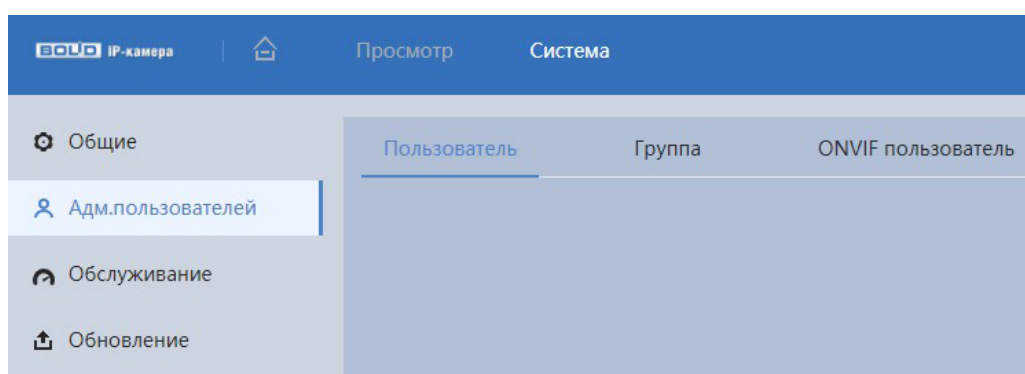 BOLID IP-камера Просмотр Система
Общие
Пользователь Группа ONVIF пользователь
Адм.пользователей
Обслуживание
Обновление